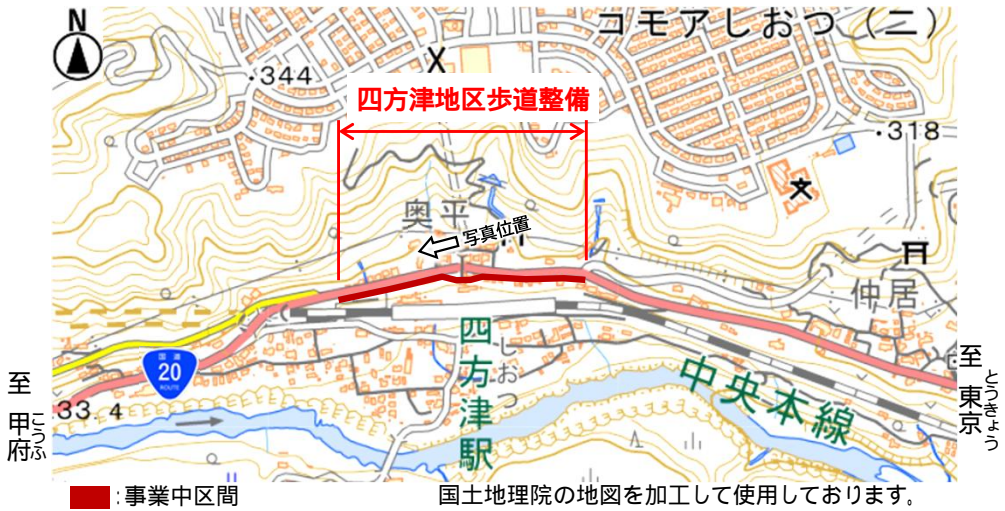 N
コモアしおつ(二)
・344
四方津地区歩道整備
・318
奥平
写真位置
仲居
国道
20
ROUTE
四方津駅
しおつ
中央本線
至 甲府
こうふ
至 東京
とうきょう
33.4
:事業中区間
国土地理院の地図を加工して使用しております。